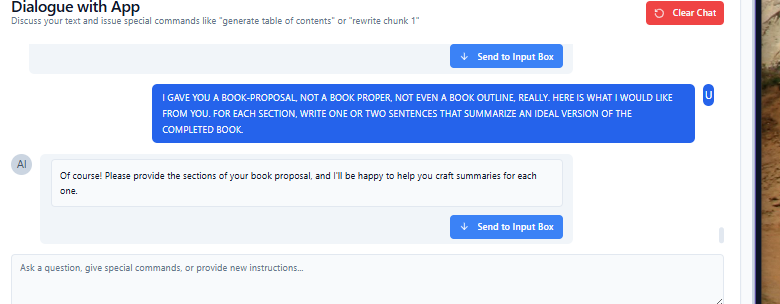 Dialogue with App
Discuss your text and issue special commands like "generate table of contents" or "rewrite chunk 1"
Clear Chat
Send to Input Box
I GAVE YOU A BOOK-PROPOSAL, NOT A BOOK PROPER, NOT EVEN A BOOK OUTLINE, REALLY. HERE IS WHAT I WOULD LIKE
FROM YOU. FOR EACH SECTION, WRITE ONE OR TWO SENTENCES THAT SUMMARIZE AN IDEAL VERSION OF THE
COMPLETED BOOK.
U
AI
Of course! Please provide the sections of your book proposal, and I'll be happy to help you craft summaries for each
one.
Send to Input Box
Ask a question, give special commands, or provide new instructions...